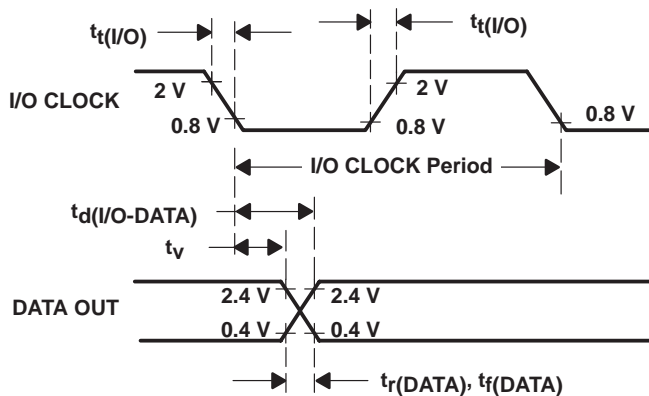 tt(I/O)
tt(I/O)
I/O CLOCK
2 V
2 V
0.8 V
0.8 V
0.8 V
I/O CLOCK Period
td(I/O-DATA)
tv
DATA OUT
2.4 V
2.4 V
0.4 V
0.4 V
tr(DATA), tf(DATA)